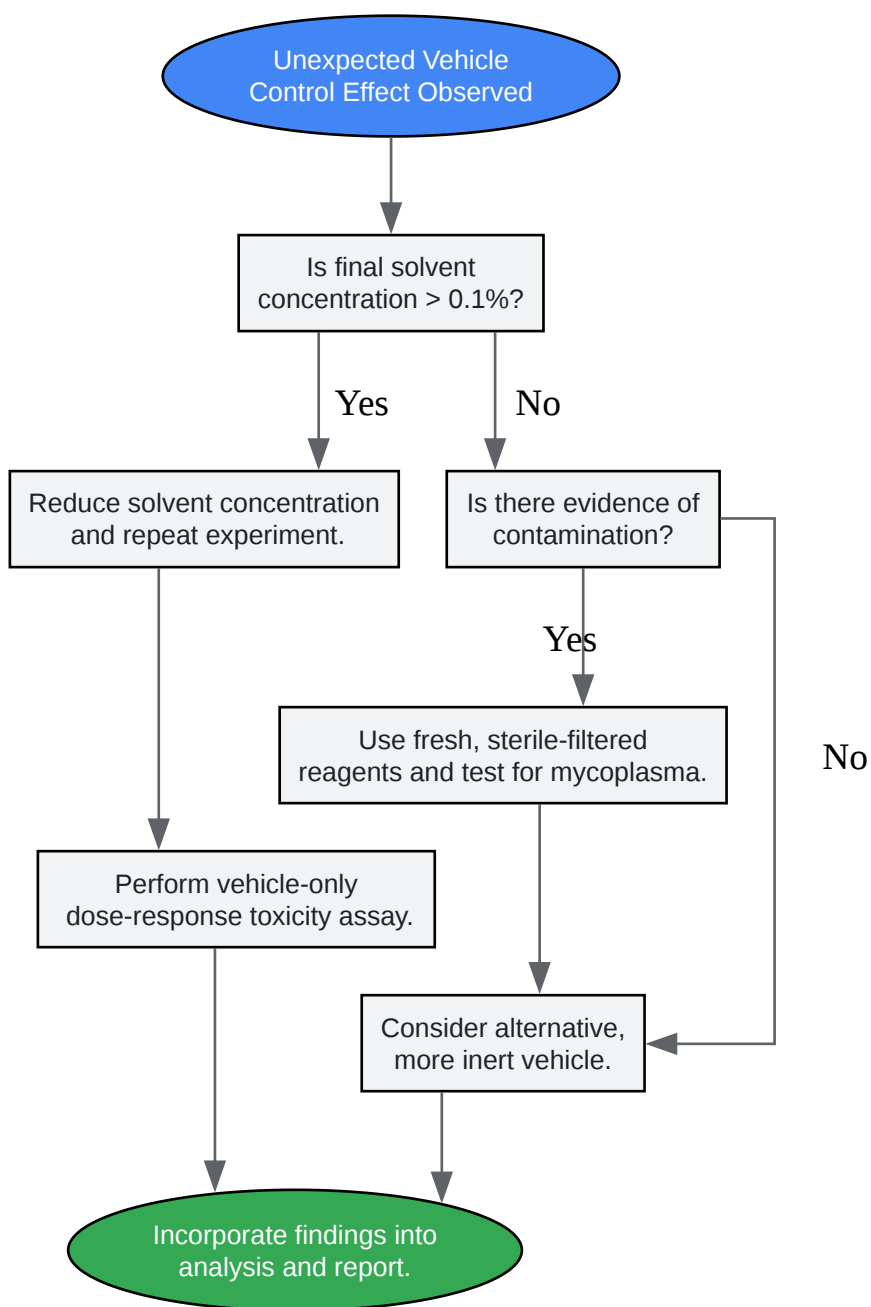 Unexpected Vehicle
Control Effect Observed
Is final solvent
concentration > 0.1%?
Yes
No
Reduce solvent concentration
and repeat experiment.
Is there evidence of
contamination?
Yes
Use fresh, sterile-filtered
reagents and test for mycoplasma.
No
Perform vehicle-only
dose-response toxicity assay.
Consider alternative,
more inert vehicle.
Incorporate findings into
analysis and report.